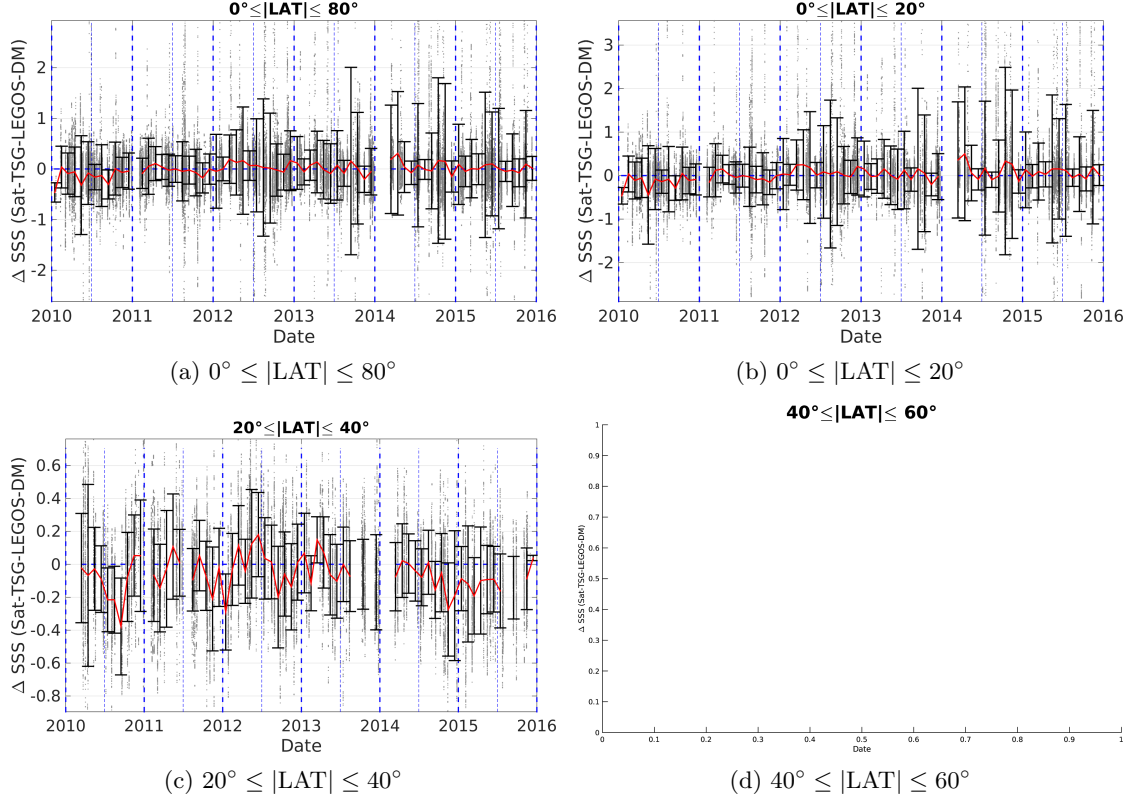 0°≤|LAT|≤ 80°
Δ SSS (Sat-TSG-LEGOS-DM)
2
1
0
-1
-2
2010 2011 2012 2013 2014 2015 2016
Date
(a) 0° ≤ |LAT| ≤ 80°
0°≤|LAT|≤ 20°
Δ SSS (Sat-TSG-LEGOS-DM)
3
2
1
0
-1
-2
2010 2011 2012 2013 2014 2015 2016
Date
(b) 0° ≤ |LAT| ≤ 20°
20°≤|LAT|≤ 40°
Δ SSS (Sat-TSG-LEGOS-DM)
0.6
0.4
0.2
0
-0.2
-0.4
-0.6
-0.8
2010 2011 2012 2013 2014 2015 2016
Date
(c) 20° ≤ |LAT| ≤ 40°
40°≤|LAT|≤ 60°
Δ SSS (Sat-TSG-LEGOS-DM)
1
0.9
0.8
0.7
0.6
0.5
0.4
0.3
0.2
0.1
0
0 0.1 0.2 0.3 0.4 0.5 0.6 0.7 0.8 0.9 1
Date
(d) 40° ≤ |LAT| ≤ 60°